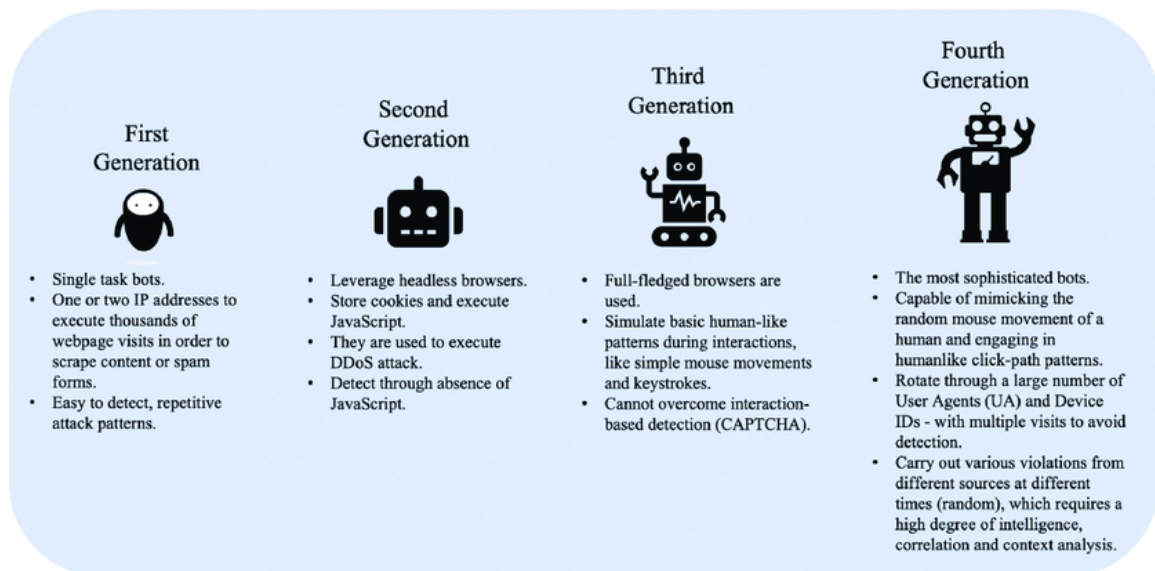 First
Generation
• Single task bots.
• One or two IP addresses to
execute thousands of
webpage visits in order to
scrape content or spam
forms.
• Easy to detect, repetitive
attack patterns.
Second
Generation
• Leverage headless browsers.
• Store cookies and execute
JavaScript.
• They are used to execute
DDoS attack.
• Detect through absence of
JavaScript.
Third
Generation
• Full-fledged browsers are
used.
• Simulate basic human-like
patterns during interactions,
like simple mouse movements
and keystrokes.
• Cannot overcome interaction-
based detection (CAPTCHA).
Fourth
Generation
• The most sophisticated bots.
• Capable of mimicking the
random mouse movement of a
human and engaging in
humanlike click-path patterns.
• Rotate through a large number of
User Agents (UA) and Device
IDs - with multiple visits to avoid
detection.
• Carry out various violations from
different sources at different
times (random), which requires a
high degree of intelligence,
correlation and context analysis.